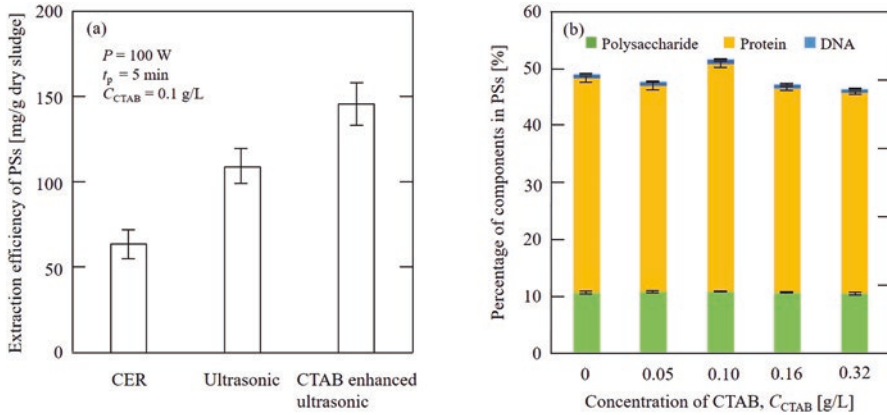 (a)
P = 100 W
tp = 5 min
CCTAB = 0.1 g/L
Extraction efficiency of PSs [mg/g dry sludge]
200
150
100
50
0
CER
Ultrasonic
CTAB enhanced
ultrasonic
(b)
Polysaccharide Protein DNA
Percentage of components in PSs [%]
60
50
40
30
20
10
0
0 0.05 0.10 0.16 0.32
Concentration of CTAB, CCTAB [g/L]